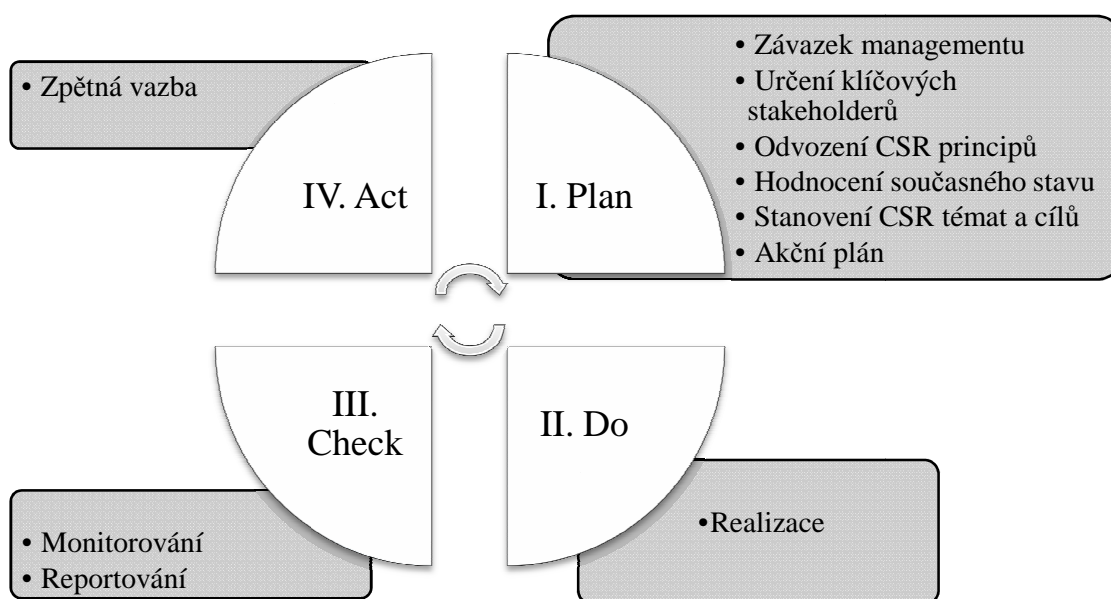 • Zpětná vazba
IV. Act
I. Plan
• Závazek managementu
• Určení klíčových
stakeholderů
• Odvození CSR principů
• Hodnocení současného stavu
• Stanovení CSR témat a cílů
• Akční plán
III.
Check
II. Do
• Monitorování
• Reportování
•Realizace